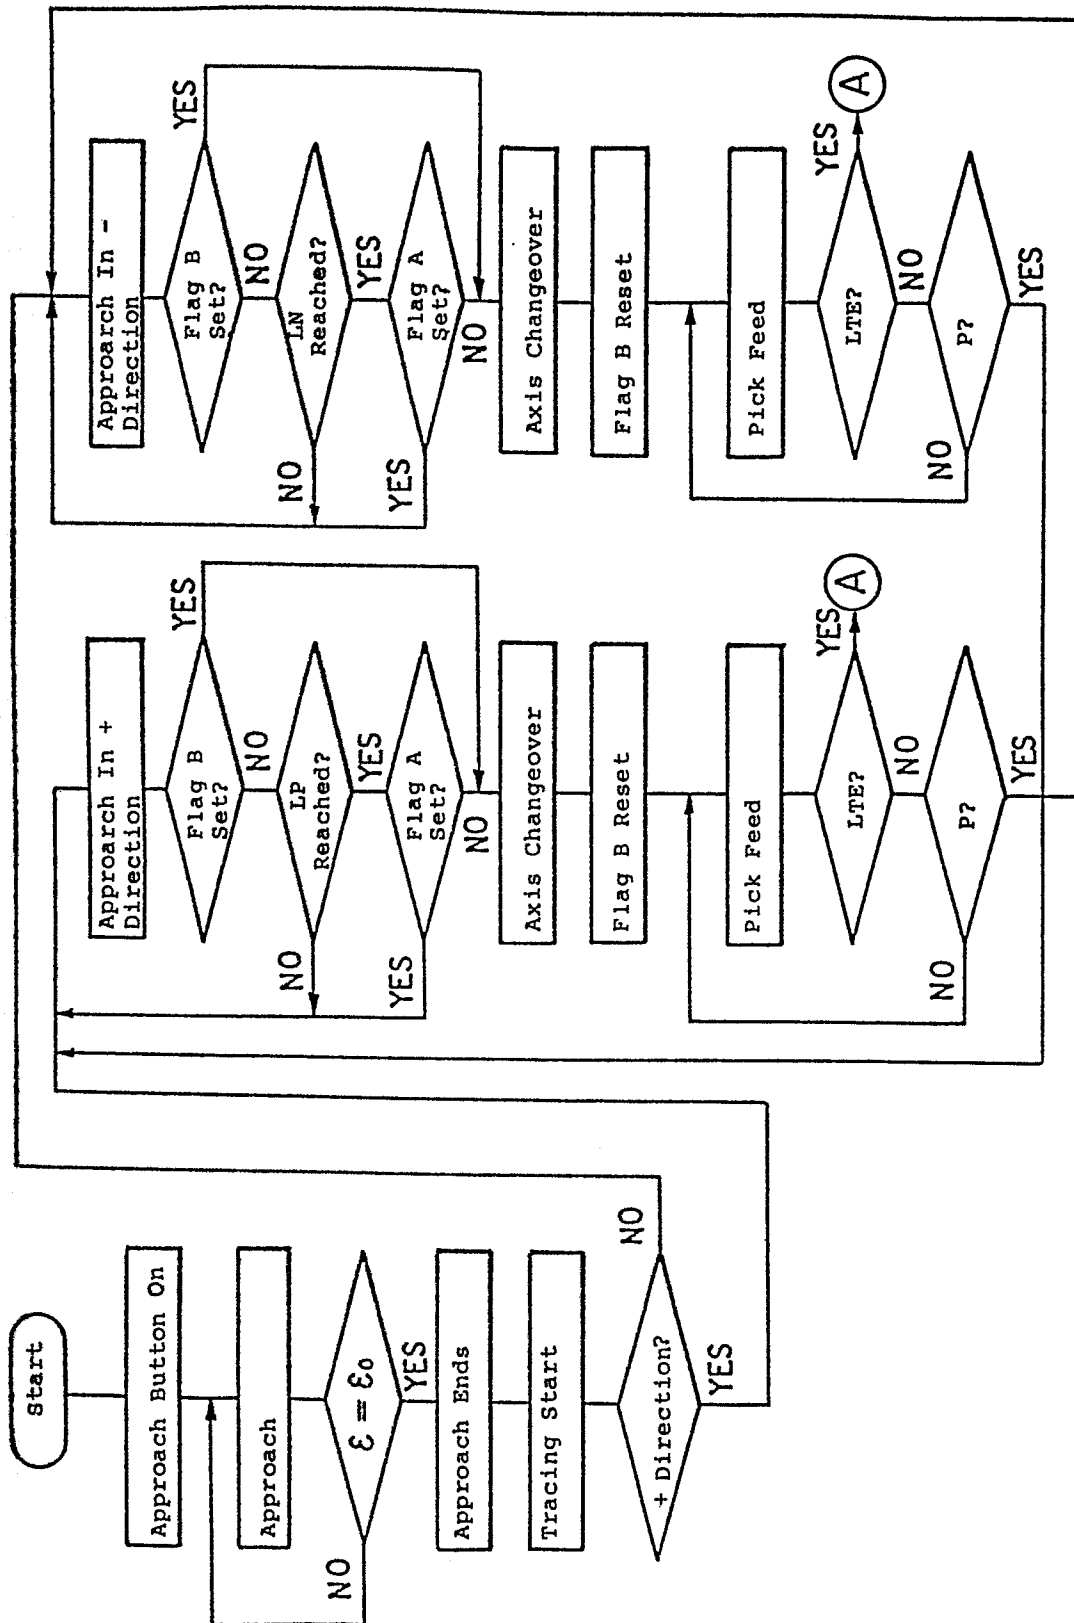 Start
Approach Button On
Approach
ε = ε0
NO
YES
Approach Ends
Tracing Start
+ Direction?
NO
YES
Approarch In +
Direction
Flag B
Set?
YES
NO
LP
Reached?
NO
YES
Flag A
Set?
YES
NO
Axis Changeover
Flag B Reset
Pick Feed
LTE?
YES
A
NO
P?
NO
YES
Approarch In -
Direction
Flag B
Set?
YES
NO
LN
Reached?
NO
YES
Flag A
Set?
YES
NO
Axis Changeover
Flag B Reset
Pick Feed
LTE?
YES
A
NO
P?
NO
YES